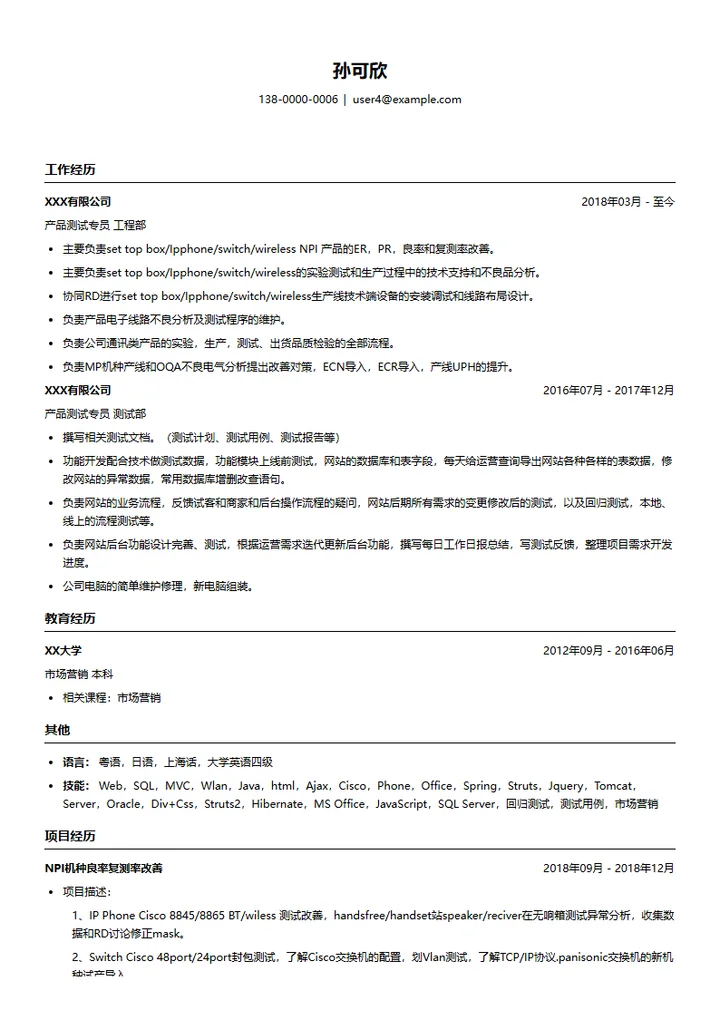 孙可欣
138-0000-0006 | user4@example.com
工作经历
XXX有限公司 2018年03月 - 至今
产品测试专员 工程部
• 主要负责set top box/Ipphone/switch/wireless NPI 产品的ER，PR，良率和复测率改善。
• 主要负责set top box/Ipphone/switch/wireless的实验测试和生产过程中的技术支持和不良品分析。
• 协同RD进行set top box/Ipphone/switch/wireless生产线技术端设备的安装调试和线路布局设计。
• 负责产品电子线路不良分析及测试程序的维护。
• 负责公司通讯类产品的实验，生产，测试、出货品质检验的全部流程。
• 负责MP机种产线和OQA不良电气分析提出改善对策，ECN导入，ECR导入，产线UPH的提升。
XXX有限公司 2016年07月 - 2017年12月
产品测试专员 测试部
• 撰写相关测试文档。（测试计划、测试用例、测试报告等）
• 功能开发配合技术做测试数据，功能模块上线前测试，网站的数据库和表字段，每天给运营查询导出网站各种各样的表数据，修
改网站的异常数据，常用数据库增删改查语句。
• 负责网站的业务流程，反馈试客和商家和后台操作流程的疑问，网站后期所有需求的变更修改后的测试，以及回归测试，本地、
线上的流程测试等。
• 负责网站后台功能设计完善、测试，根据运营需求迭代更新后台功能，撰写每日工作日报总结，写测试反馈，整理项目需求开发
进度。
• 公司电脑的简单维护修理，新电脑组装。
教育经历
XX大学 2012年09月 - 2016年06月
市场营销 本科
• 相关课程：市场营销
其他
• 语言： 粤语，日语，上海话，大学英语四级
• 技能： Web，SQL，MVC，Wlan，Java，html，Ajax，Cisco，Phone，Office，Spring，Struts，Jquery，Tomcat，
Server，Oracle，Div+Css，Struts2，Hibernate，MS Office，JavaScript，SQL Server，回归测试，测试用例，市场营销
项目经历
NPI机种良率复测率改善 2018年09月 - 2018年12月
• 项目描述：
1、IP Phone Cisco 8845/8865 BT/wiless 测试改善，handsfree/handset站speaker/reciver在无响箱测试异常分析，收集数
据和RD讨论修正mask。
2、Switch Cisco 48port/24port封包测试，了解Cisco交换机的配置，划Vlan测试，了解TCP/IP协议.panisonic交换机的新机
种试产导入